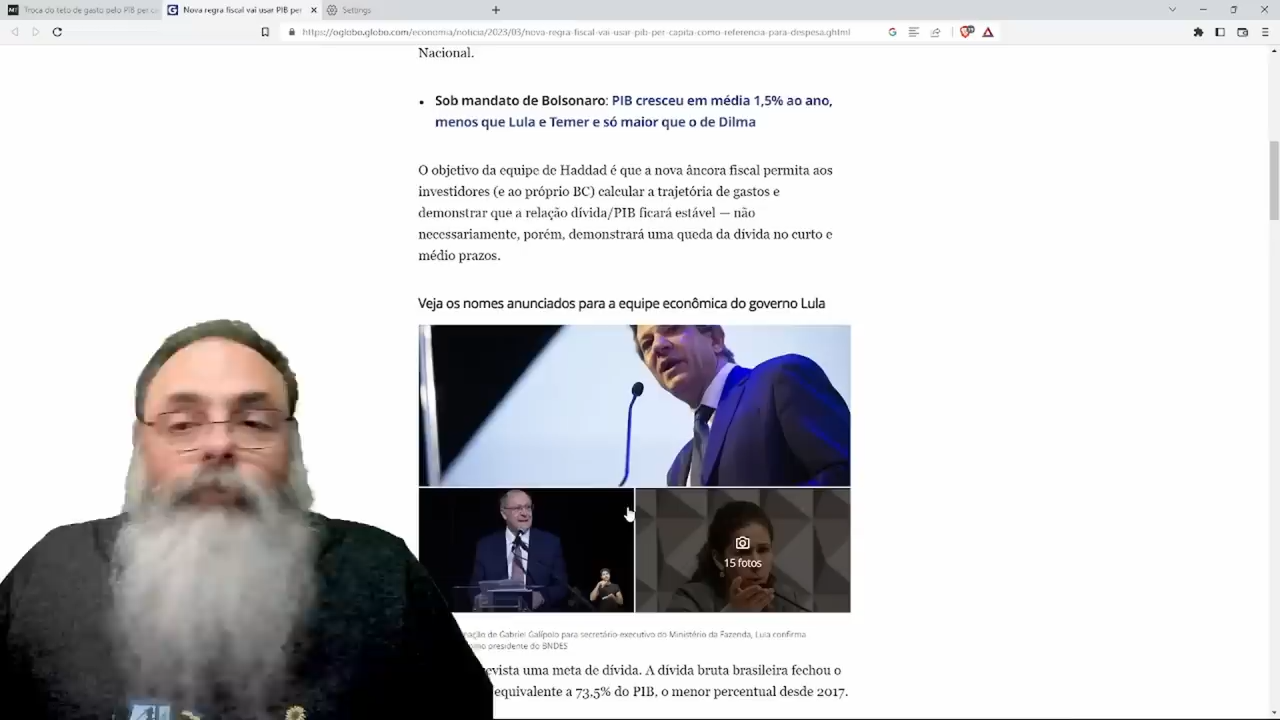 Troca do teto de gasto pelo PIB per ca
Nova regra fiscal vai usar PIB per
Settings
https://oglobo.globo.com/economia/noticia/2023/03/nova-regra-fiscal-vai-usar-pib-per-capita-como-referencia-para-despesa.ghtml
Nacional.
• Sob mandato de Bolsonaro: PIB cresceu em média 1,5% ao ano,
menos que Lula e Temer e só maior que o de Dilma
O objetivo da equipe de Haddad é que a nova âncora fiscal permita aos
investidores (e ao próprio BC) calcular a trajetória de gastos e
demonstrar que a relação dívida/PIB ficará estável — não
necessariamente, porém, demonstrará uma queda da dívida no curto e
médio prazos.
Veja os nomes anunciados para a equipe econômica do governo Lula
15 fotos
nação de Gabriel Galípolo para secretário executivo do Ministério da Fazenda, Lula confirma
mo presidente do BNDES
revista uma meta de dívida. A dívida bruta brasileira fechou o
equivalente a 73,5% do PIB, o menor percentual desde 2017.